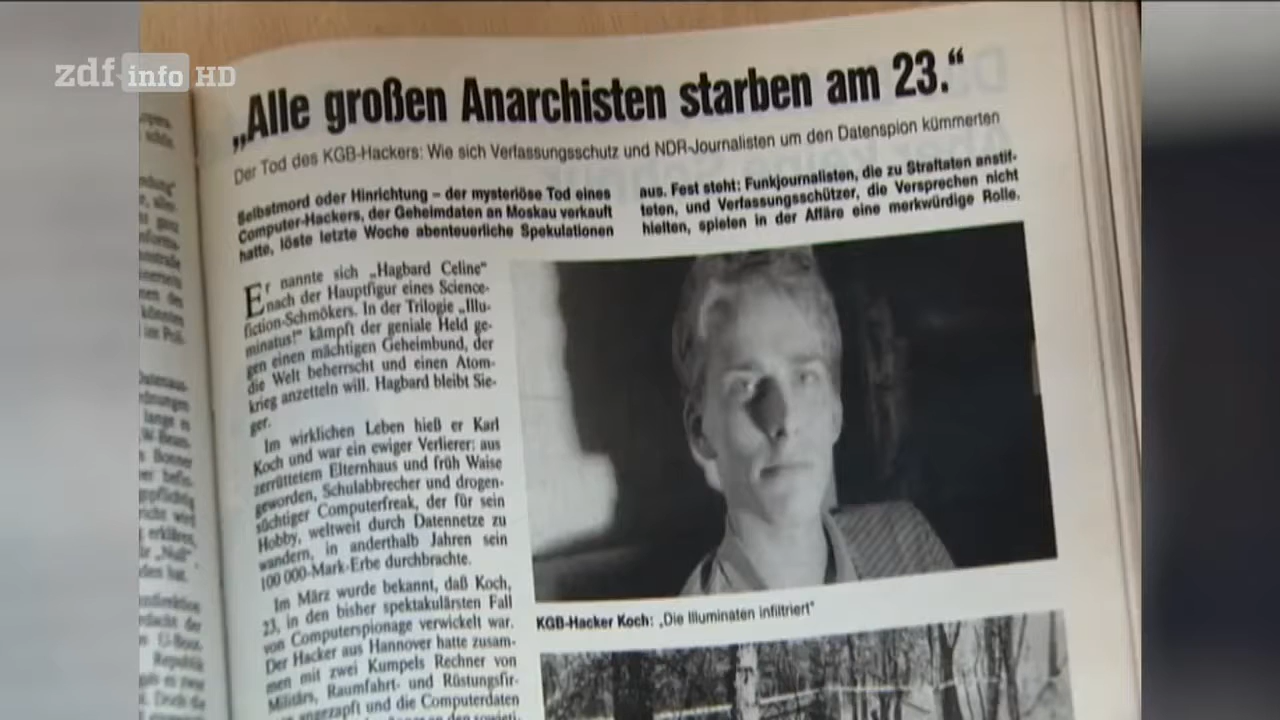 zdf info HD
„Alle großen Anarchisten starben am 23.“
Der Tod des KGB-Hackers: Wie sich Verfassungsschutz und NDR-Journalisten um den Datenspion kümmerten
Selbstmord oder Hinrichtung – der mysteriöse Tod eines
Computer-Hackers, der Geheimdaten an Moskau verkauft
hatte, löste letzte Woche abenteuerliche Spekulationen
aus. Fest steht: Funkjournalisten, die zu Straftaten anstif-
teten, und Verfassungsschützer, die Versprechen nicht
hielten, spielen in der Affäre eine merkwürdige Rolle.
Er nannte sich „Hagbard Celine“
nach der Hauptfigur eines Science-
fiction-Schmökers. In der Trilogie „Illu-
minatus!“ kämpft der geniale Held ge-
gen einen mächtigen Geheimbund, der
die Welt beherrscht und einen Atom-
krieg anzetteln will. Hagbard bleibt Sie-
ger.
Im wirklichen Leben hieß er Karl
Koch und war ein ewiger Verlierer: aus
zerrüttetem Elternhaus und früh Waise
geworden, Schulabbrecher und drogen-
süchtiger Computerfreak, der für sein
Hobby, weltweit durch Datennetze zu
wandern, in anderthalb Jahren sein
100 000-Mark-Erbe durchbrachte.
Im März wurde bekannt, daß Koch,
23, in den bisher spektakulärsten Fall
von Computerspionage verwickelt war.
Der Hacker aus Hannover hatte zusam-
men mit zwei Kumpels Rechner von
Militärs, Raumfahrt- und Rüstungsfir-
angezapft und die Computerdaten
KGB-Hacker Koch: „Die Illuminaten infiltriert“